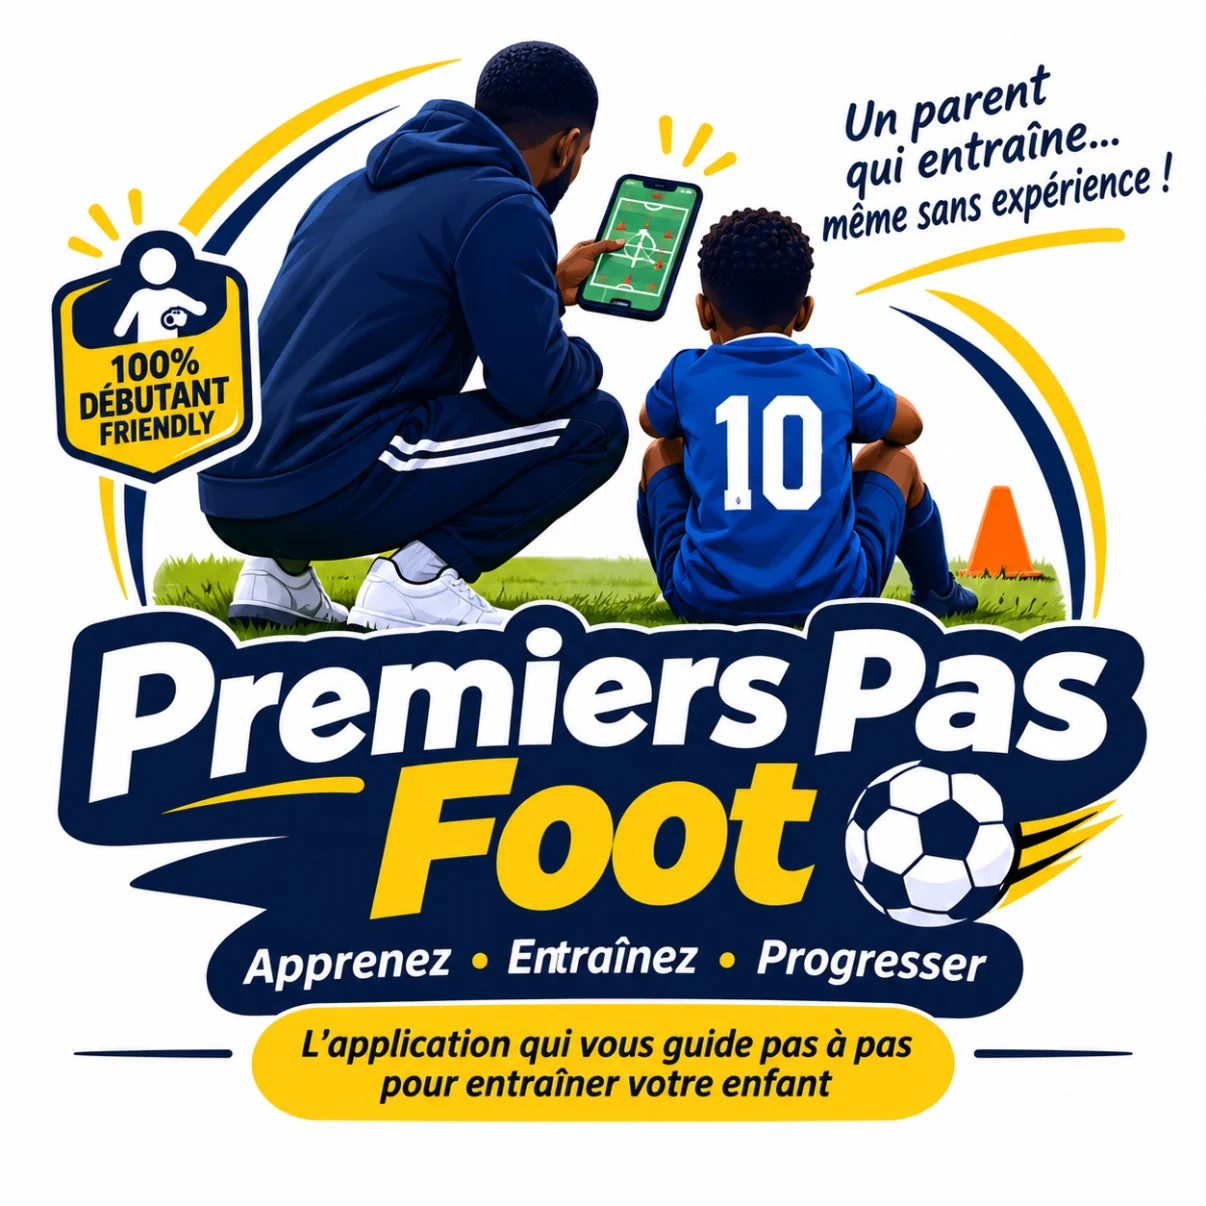 Un parent
qui entraîne...
même sans expérience !
100%
DÉBUTANT
FRIENDLY
10
Premiers Pas
Foot
Apprenez • Entraînez • Progresser
L'application qui vous guide pas à pas
pour entraîner votre enfant